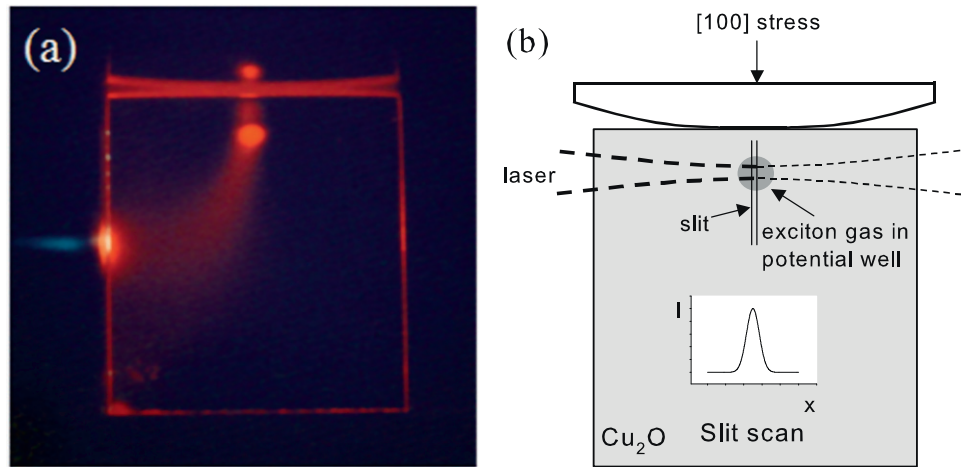 (a)
(b)
[100] stress
laser
slit
exciton gas in
potential well
I
x
Cu₂O
Slit scan